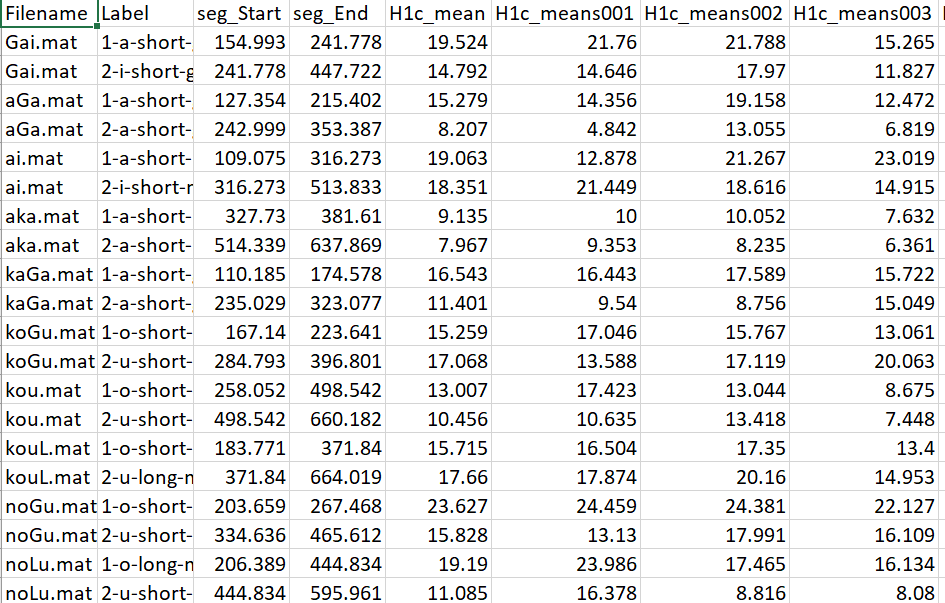 Filename Label seg_Start seg_End H1c_mean H1c_means001 H1c_means002 H1c_means003
Gai.mat 1-a-short- 154.993 241.778 19.524 21.76 21.788 15.265
Gai.mat 2-i-short-g 241.778 447.722 14.792 14.646 17.97 11.827
aGa.mat 1-a-short- 127.354 215.402 15.279 14.356 19.158 12.472
aGa.mat 2-a-short- 242.999 353.387 8.207 4.842 13.055 6.819
ai.mat 1-a-short- 109.075 316.273 19.063 12.878 21.267 23.019
ai.mat 2-i-short-r 316.273 513.833 18.351 21.449 18.616 14.915
aka.mat 1-a-short- 327.73 381.61 9.135 10 10.052 7.632
aka.mat 2-a-short- 514.339 637.869 7.967 9.353 8.235 6.361
kaGa.mat 1-a-short- 110.185 174.578 16.543 16.443 17.589 15.722
kaGa.mat 2-a-short- 235.029 323.077 11.401 9.54 8.756 15.049
koGu.mat 1-o-short- 167.14 223.641 15.259 17.046 15.767 13.061
koGu.mat 2-u-short- 284.793 396.801 17.068 13.588 17.119 20.063
kou.mat 1-o-short- 258.052 498.542 13.007 17.423 13.044 8.675
kou.mat 2-u-short- 498.542 660.182 10.456 10.635 13.418 7.448
kouL.mat 1-o-short- 183.771 371.84 15.715 16.504 17.35 13.4
kouL.mat 2-u-long-n 371.84 664.019 17.66 17.874 20.16 14.953
noGu.mat 1-o-short- 203.659 267.468 23.627 24.459 24.381 22.127
noGu.mat 2-u-short- 334.636 465.612 15.828 13.13 17.991 16.109
noLu.mat 1-o-long-n 206.389 444.834 19.19 23.986 17.465 16.134
noLu.mat 2-u-short- 444.834 595.961 11.085 16.378 8.816 8.08